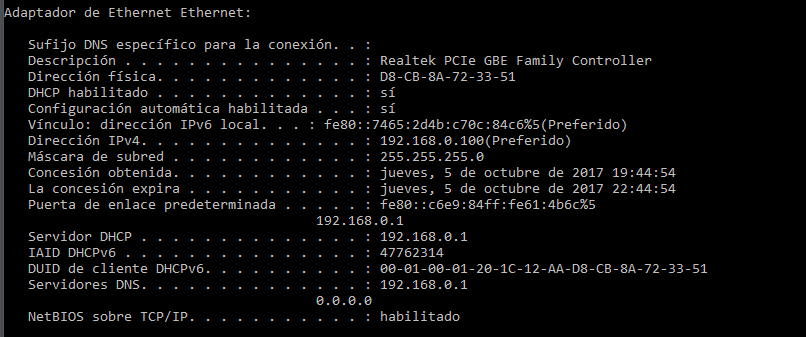 Adaptador de Ethernet Ethernet:
Sufijo DNS específico para la conexión. . :
Descripción . . . . . . . . . . . . . . . : Realtek PCIe GBE Family Controller
Dirección física. . . . . . . . . . . . . : D8-CB-8A-72-33-51
DHCP habilitado . . . . . . . . . . . . . : sí
Configuración automática habilitada . . . : sí
Vínculo: dirección IPv6 local. . . : fe80::7465:2d4b:c70c:84c6%5(Preferido)
Dirección IPv4. . . . . . . . . . . . . . : 192.168.0.100(Preferido)
Máscara de subred . . . . . . . . . . . . : 255.255.255.0
Concesión obtenida. . . . . . . . . . . . : jueves, 5 de octubre de 2017 19:44:54
La concesión expira . . . . . . . . . . . : jueves, 5 de octubre de 2017 22:44:54
Puerta de enlace predeterminada . . . . . : fe80::c6e9:84ff:fe61:4b6c%5
192.168.0.1
Servidor DHCP . . . . . . . . . . . . . . : 192.168.0.1
IAID DHCPv6 . . . . . . . . . . . . . . . : 47762314
DUID de cliente DHCPv6. . . . . . . . . . : 00-01-00-01-20-1C-12-AA-D8-CB-8A-72-33-51
Servidores DNS. . . . . . . . . . . . . . : 192.168.0.1
0.0.0.0
NetBIOS sobre TCP/IP. . . . . . . . . . . : habilitado